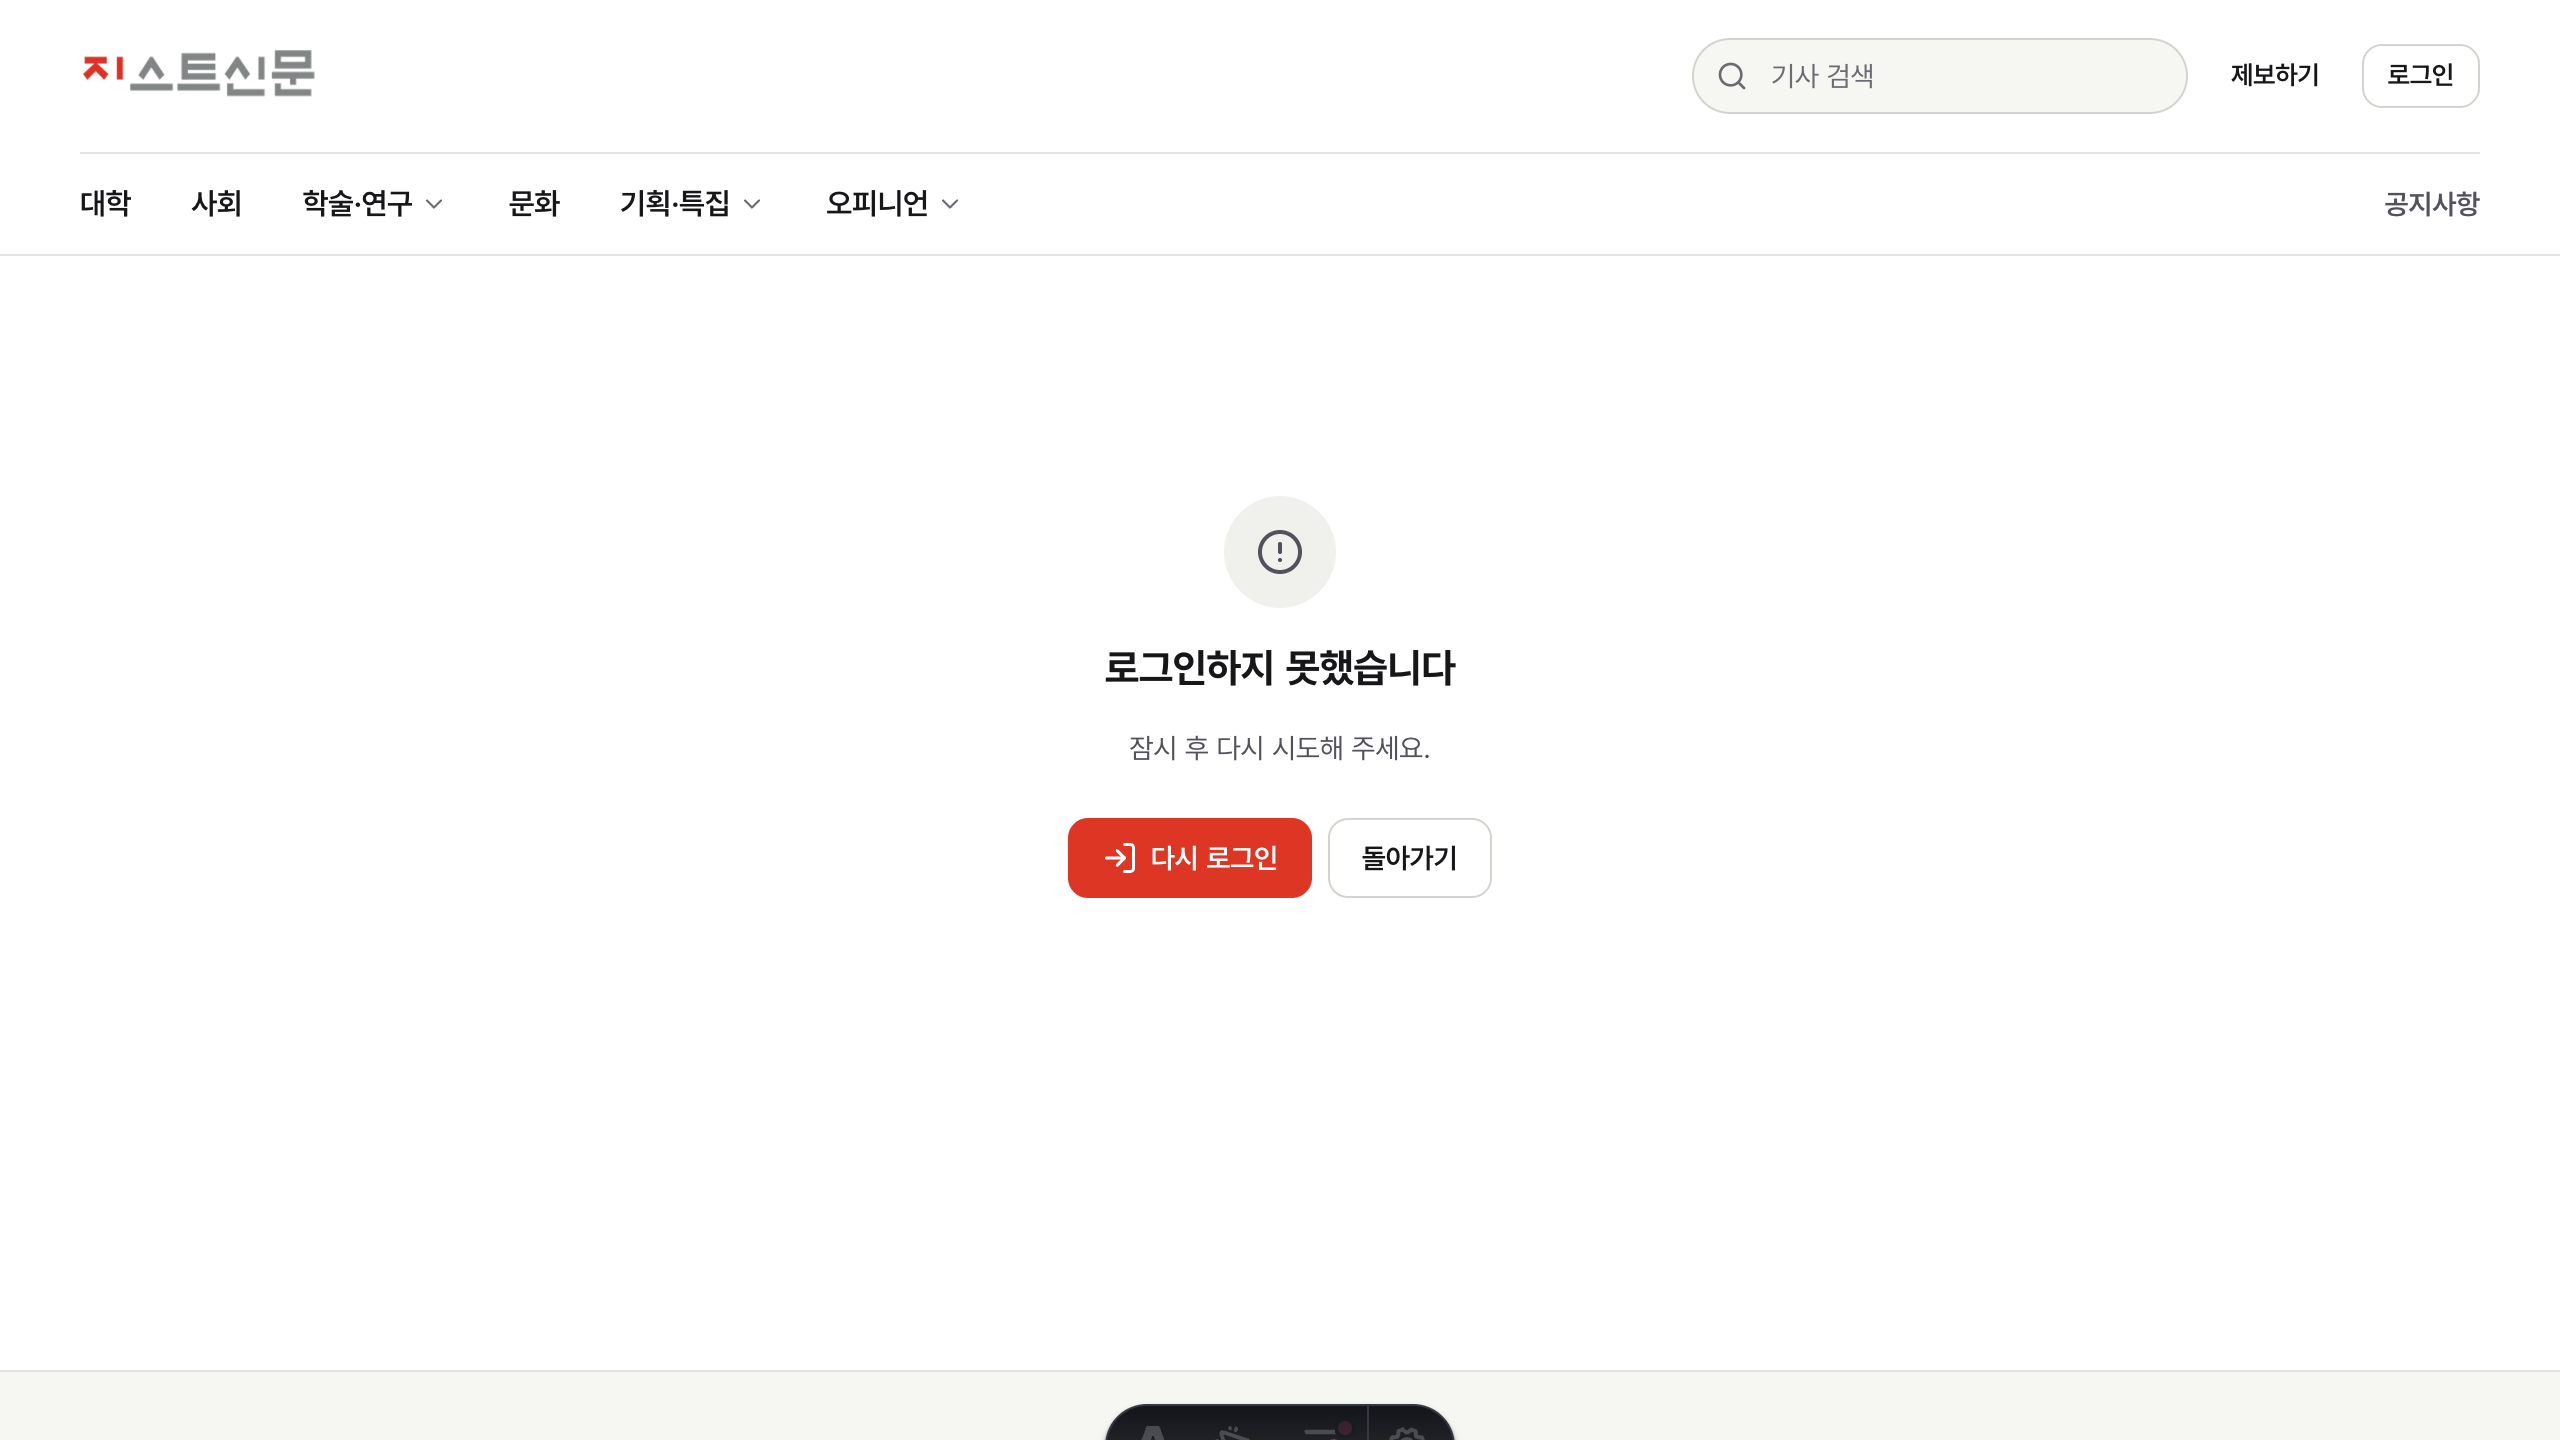 지스트신문
기사 검색
제보하기
로그인
대학
사회
학술·연구
문화
기획·특집
오피니언
공지사항
로그인하지 못했습니다
잠시 후 다시 시도해 주세요.
다시 로그인
돌아가기